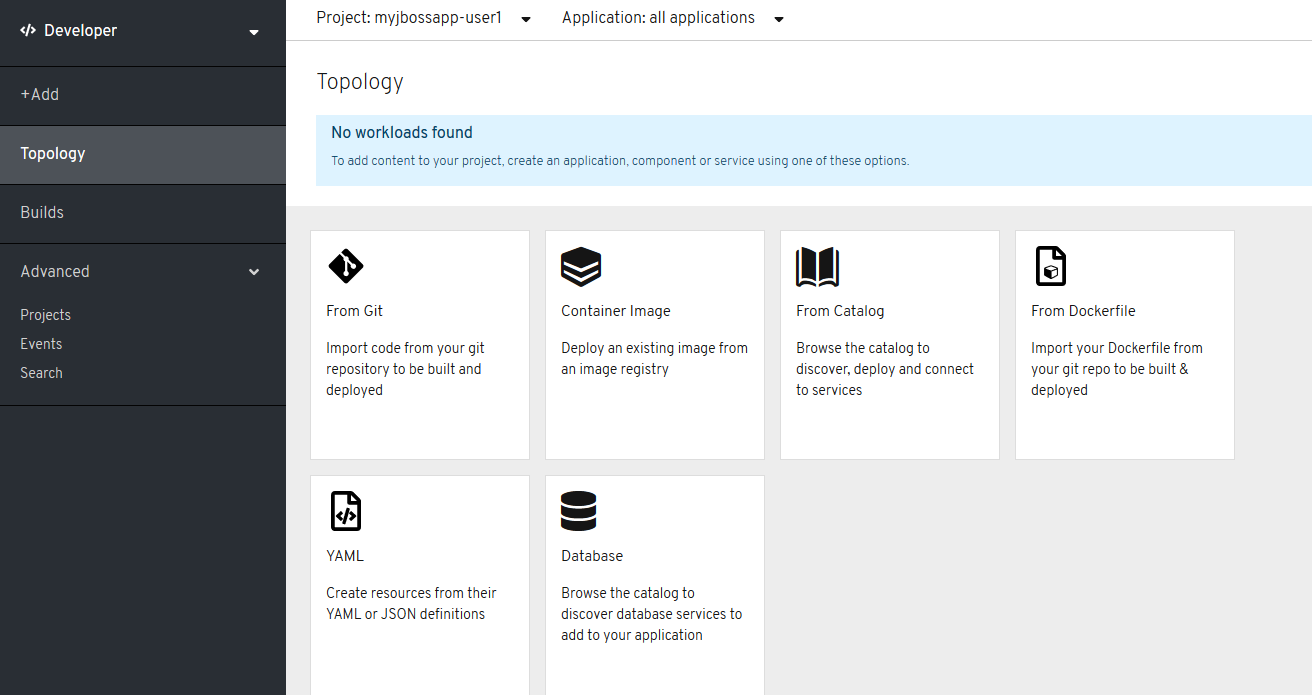 Developer
+Add
Topology
Builds
Advanced
Projects
Events
Search
Project: myjbossapp-user1 Application: all applications
Topology
No workloads found
To add content to your project, create an application, component or service using one of these options.
From Git
Import code from your git
repository to be built and
deployed
Container Image
Deploy an existing image from
an image registry
From Catalog
Browse the catalog to
discover, deploy and connect
to services
From Dockerfile
Import your Dockerfile from
your git repo to be built &
deployed
YAML
Create resources from their
YAML or JSON definitions
Database
Browse the catalog to
discover database services to
add to your application